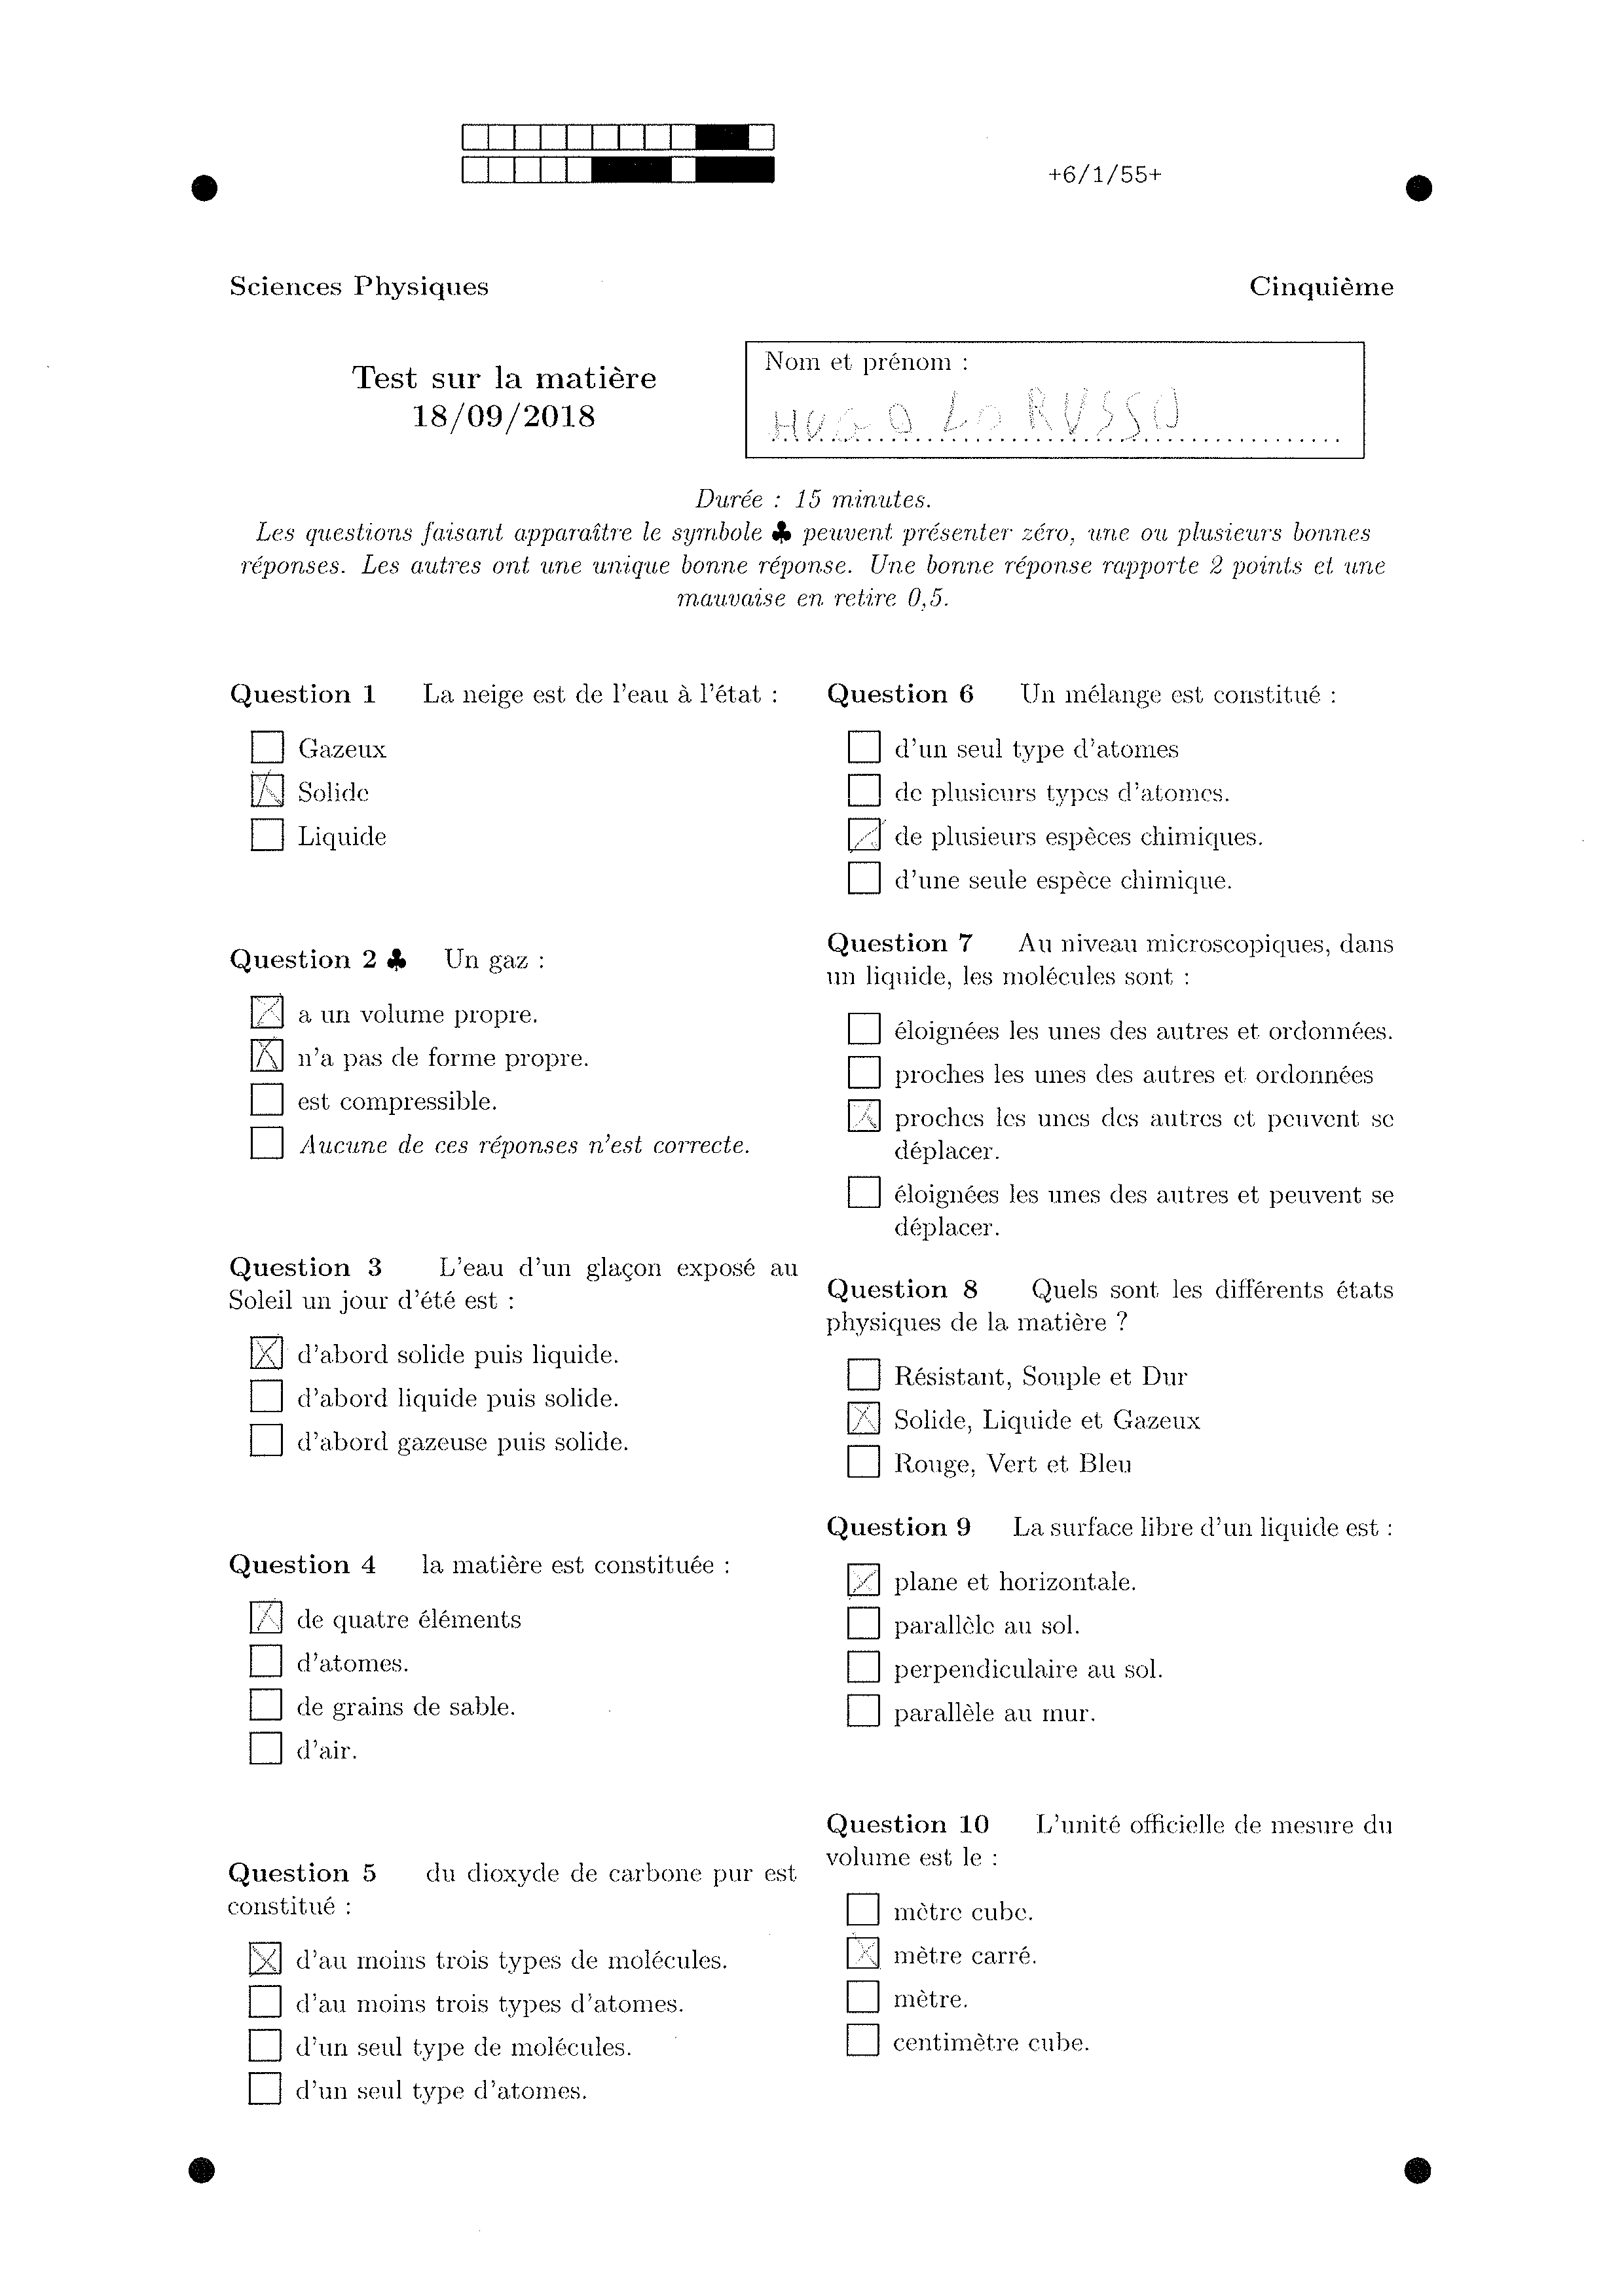 +6/1/55+
Sciences Physiques
Cinquième
Test sur la matière
18/09/2018
Nom et prénom :
HUGO LO RUSSO
Durée : 15 minutes.
Les questions faisant apparaître le symbole ♣ peuvent présenter zéro, une ou plusieurs bonnes
réponses. Les autres ont une unique bonne réponse. Une bonne réponse rapporte 2 points et une
mauvaise en retire 0,5.
Question 1 La neige est de l'eau à l'état :
Gazeux
Solide
Liquide
Question 2 ♣ Un gaz :
a un volume propre.
n'a pas de forme propre.
est compressible.
Aucune de ces réponses n'est correcte.
Question 3 L'eau d'un glaçon exposé au
Soleil un jour d'été est :
d'abord solide puis liquide.
d'abord liquide puis solide.
d'abord gazeuse puis solide.
Question 4 la matière est constituée :
de quatre éléments
d'atomes.
de grains de sable.
d'air.
Question 5 du dioxyde de carbone pur est
constitué :
d'au moins trois types de molécules.
d'au moins trois types d'atomes.
d'un seul type de molécules.
d'un seul type d'atomes.
Question 6 Un mélange est constitué :
d'un seul type d'atomes
de plusieurs types d'atomes.
de plusieurs espèces chimiques.
d'une seule espèce chimique.
Question 7 Au niveau microscopiques, dans
un liquide, les molécules sont :
éloignées les unes des autres et ordonnées.
proches les unes des autres et ordonnées
proches les unes des autres et peuvent se
déplacer.
éloignées les unes des autres et peuvent se
déplacer.
Question 8 Quels sont les différents états
physiques de la matière ?
Résistant, Souple et Dur
Solide, Liquide et Gazeux
Rouge, Vert et Bleu
Question 9 La surface libre d'un liquide est :
plane et horizontale.
parallèle au sol.
perpendiculaire au sol.
parallèle au mur.
Question 10 L'unité officielle de mesure du
volume est le :
mètre cube.
mètre carré.
mètre.
centimètre cube.